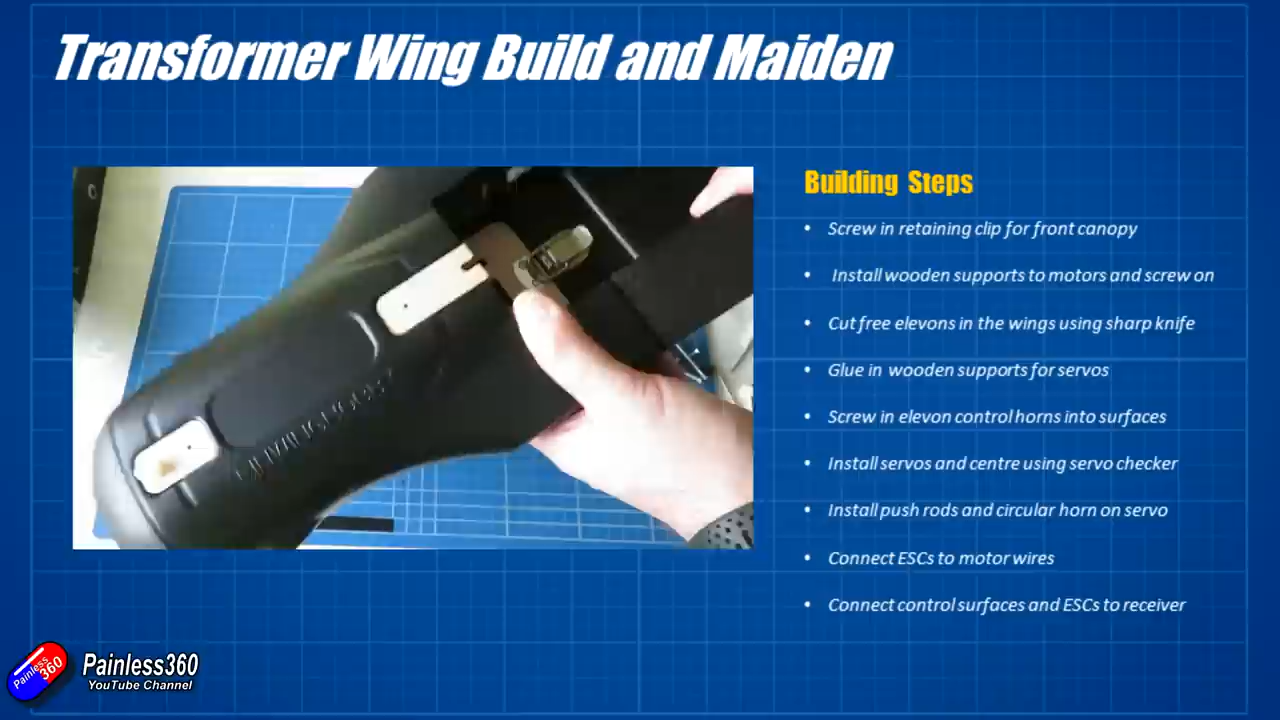 Transformer Wing Build and Maiden
Building Steps
• Screw in retaining clip for front canopy
• Install wooden supports to motors and screw on
• Cut free elevons in the wings using sharp knife
• Glue in wooden supports for servos
• Screw in elevon control horns into surfaces
• Install servos and centre using servo checker
• Install push rods and circular horn on servo
• Connect ESCs to motor wires
• Connect control surfaces and ESCs to receiver
Painless 360
Painless360
YouTube Channel